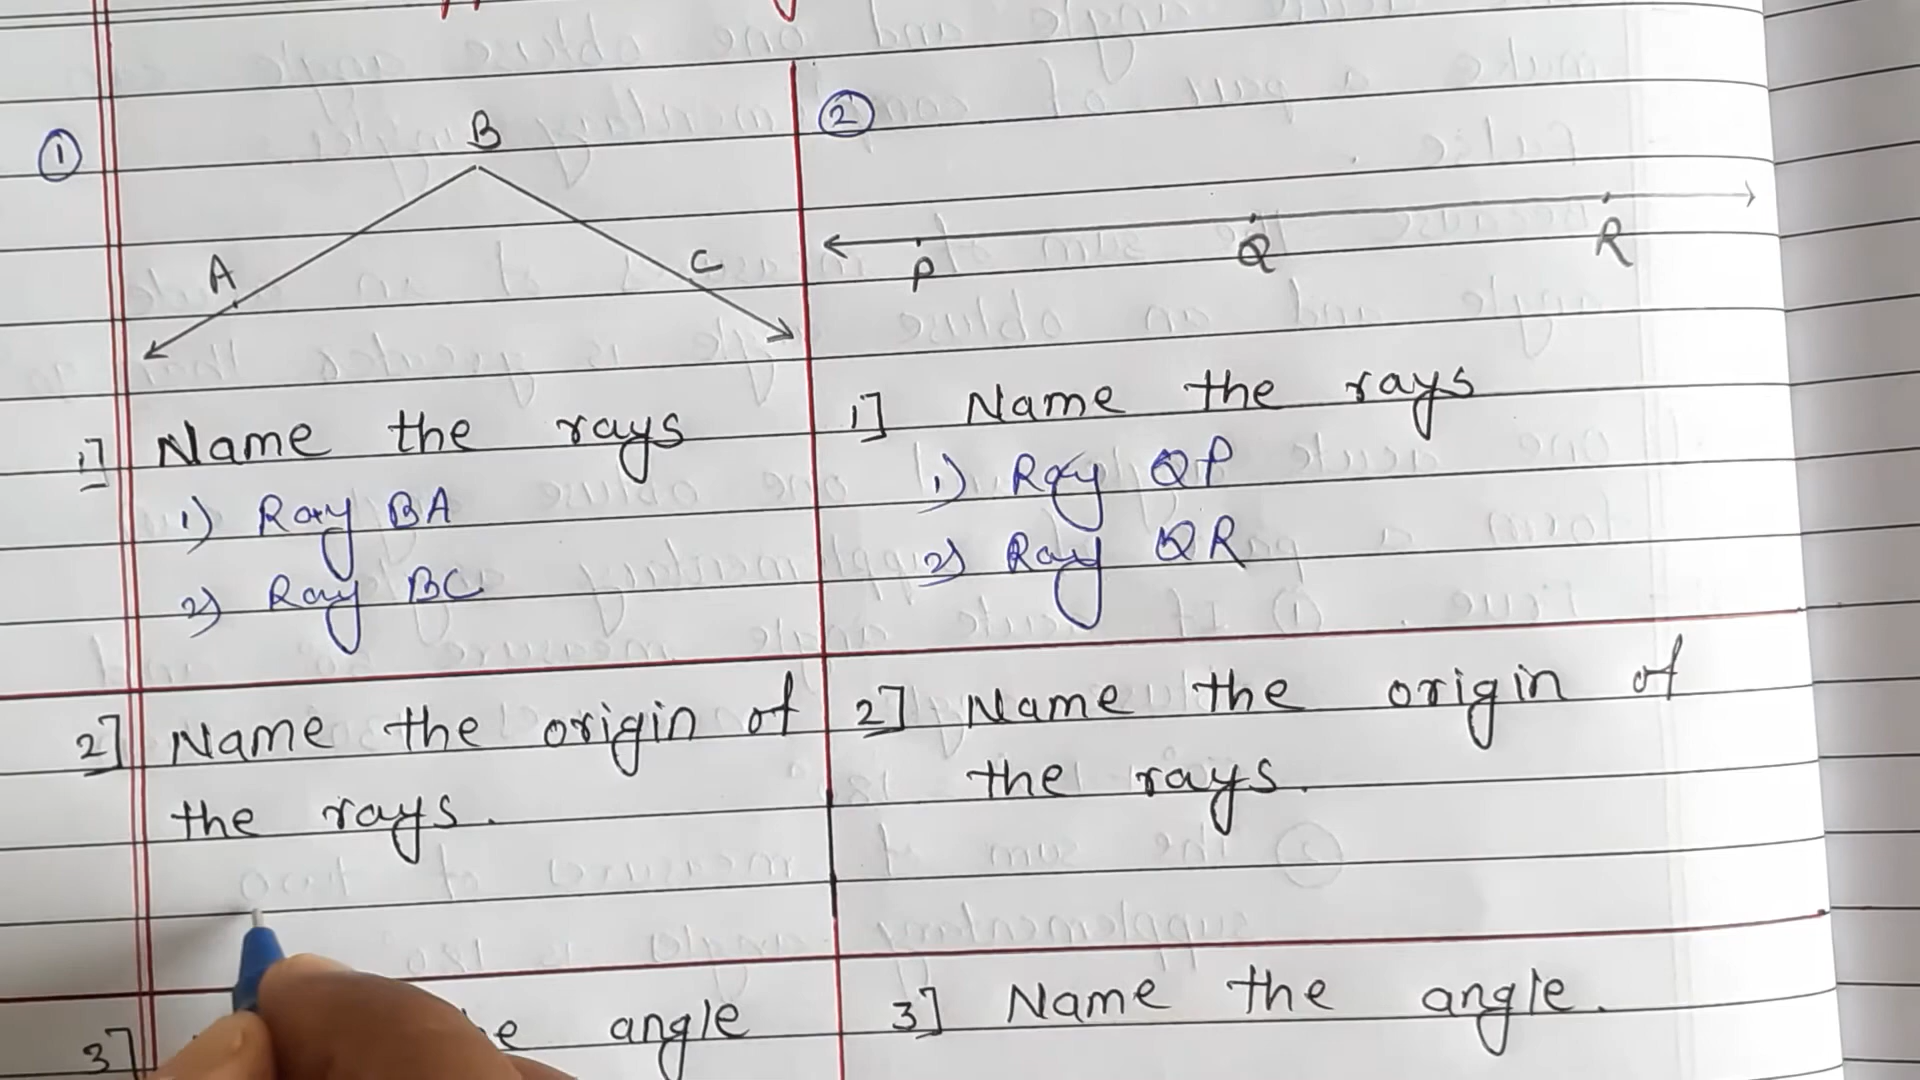 ①
B
A
C
1] Name the rays
1) Ray BA
2) Ray BC
2] Name the origin of
the rays.
3] angle
②
P Q R
1] Name the rays
1) Ray QP
2) Ray QR
2] Name the origin of
the rays.
3] Name the angle.